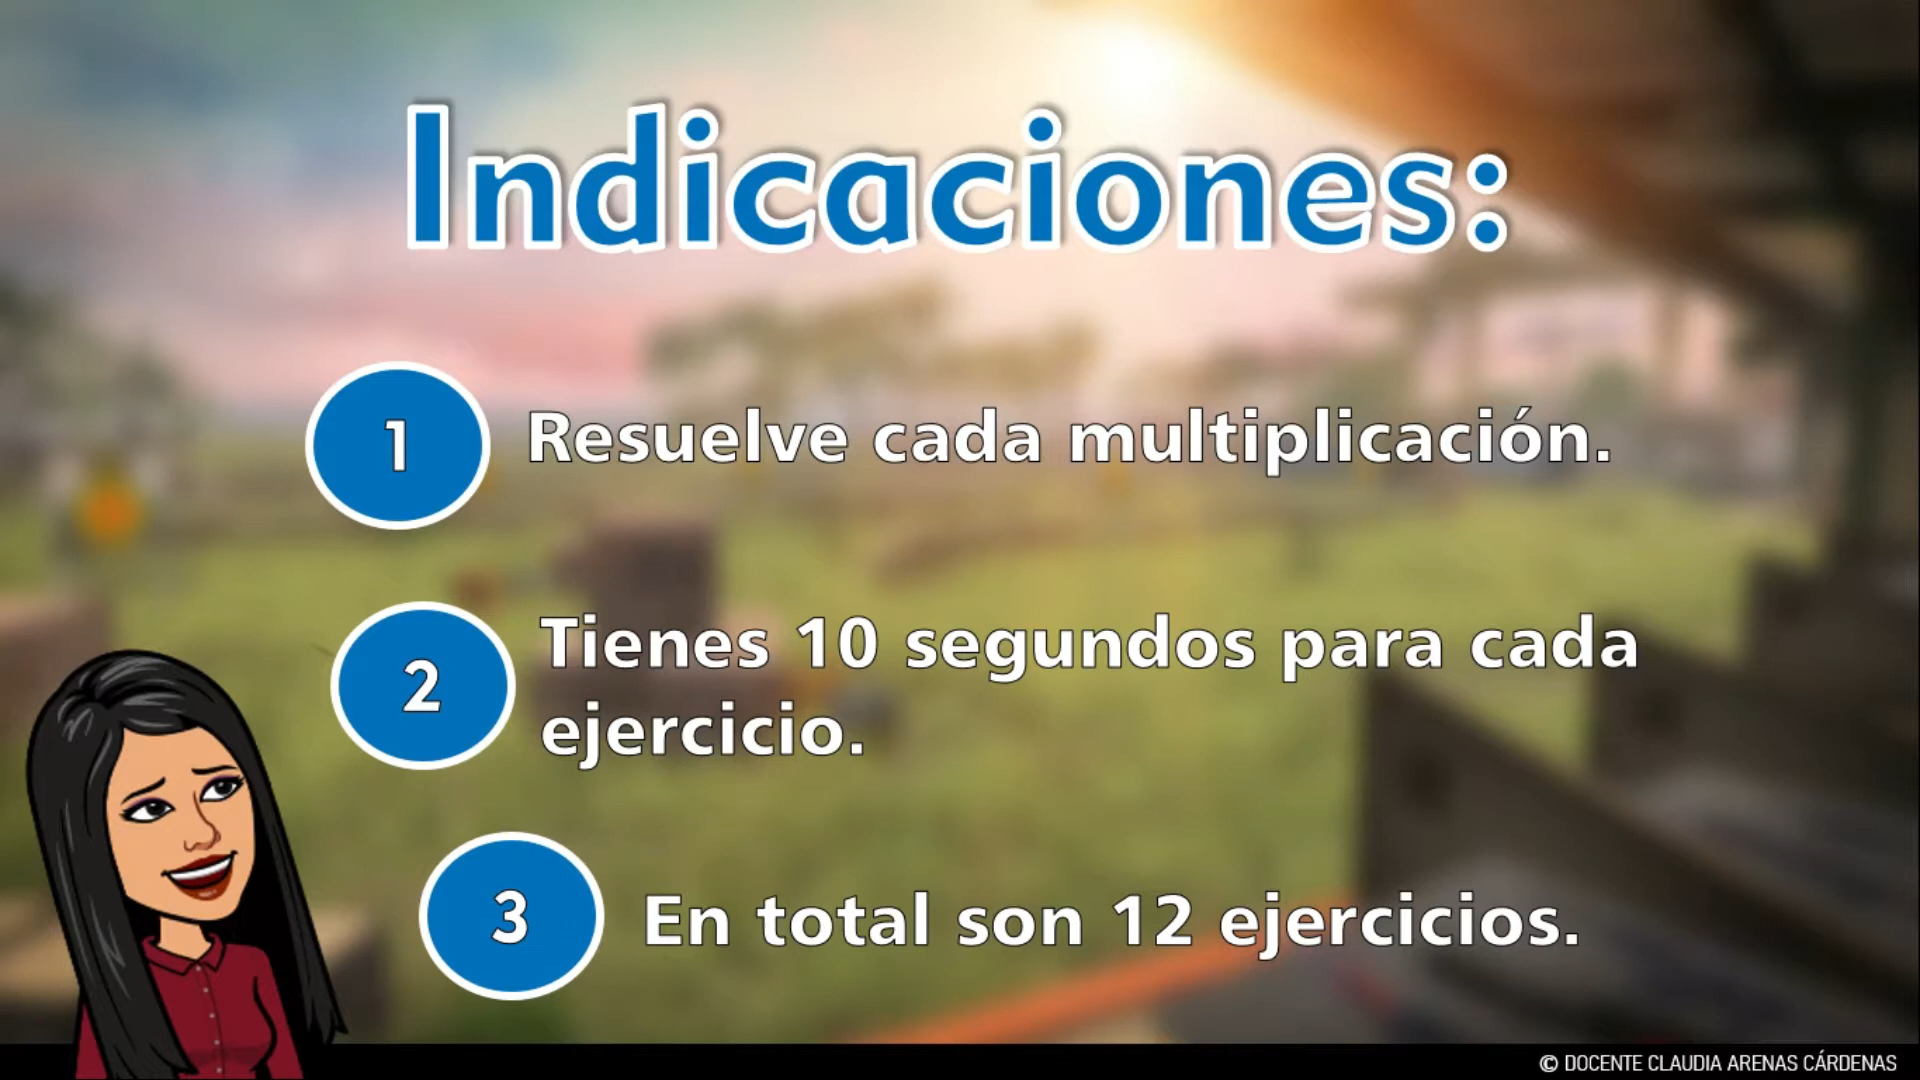 Indicaciones:
1
Resuelve cada multiplicación.
2
Tienes 10 segundos para cada
ejercicio.
3
En total son 12 ejercicios.
© DOCENTE CLAUDIA ARENAS CÁRDENAS